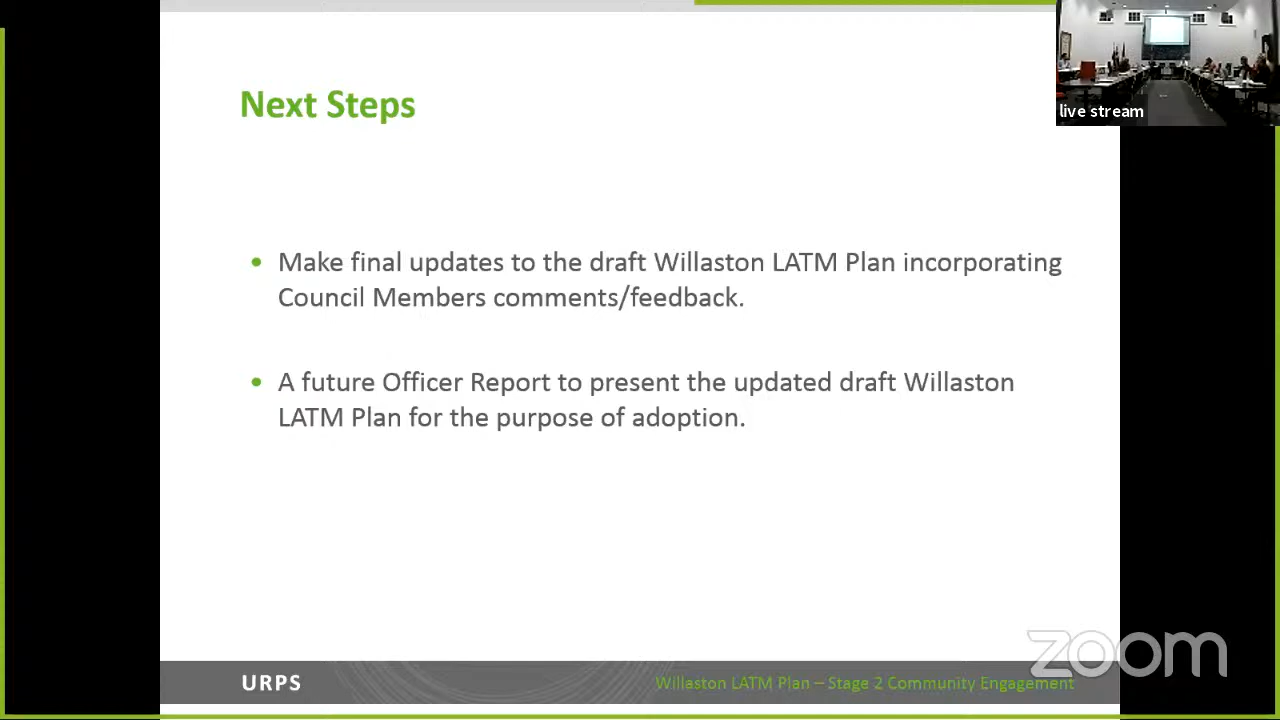 Next Steps
live stream
• Make final updates to the draft Willaston LATM Plan incorporating
Council Members comments/feedback.
• A future Officer Report to present the updated draft Willaston
LATM Plan for the purpose of adoption.
zoom
URPS
Willaston LATM Plan – Stage 2 Community Engagement